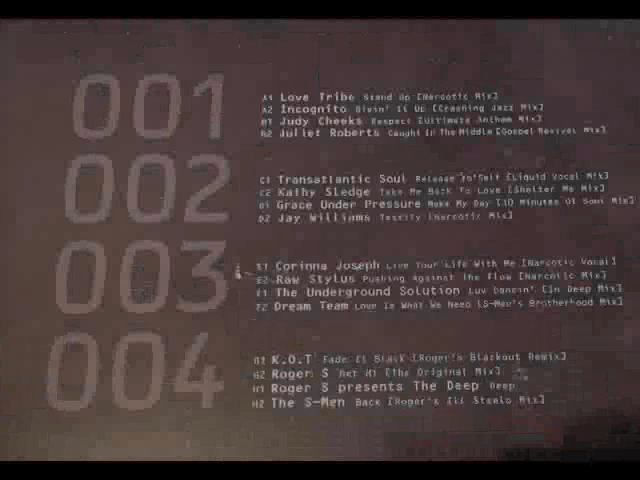 001
A1 Love Tribe Stand Up [Narcotic Mix]
A2 Incognito Givin' It Up [Crashing Jazz Mix]
B1 Judy Cheeks Respect [Ultimate Anthem Mix]
B2 Juliet Roberts Caught In The Middle [Gospel Revival Mix]
002
C1 Transatlantic Soul Release Yo'Self [Liquid Vocal Mix]
C2 Kathy Sledge Take Me Back To Love [Shelter Me Mix]
D1 Grace Under Pressure Make My Day [10 Minutes Of Soul Mix]
D2 Jay Williams Testify [Narcotic Mix]
003
E1 Corinna Joseph Live Your Life With Me [Narcotic Vocal]
E2 Raw Stylus Pushing Against The Flow [Narcotic Mix]
F1 The Underground Solution Luv Dancin' [In Deep Mix]
F2 Dream Team Love Is What We Need [S-Men's Brotherhood Mix]
004
G1 K.O.T Fade II Black [Roger's Blackout Remix]
G2 Roger S [The Original Mix]
H1 Roger S presents The Deep Deep
H2 The S-Men Back [Roger's Ill Mix]